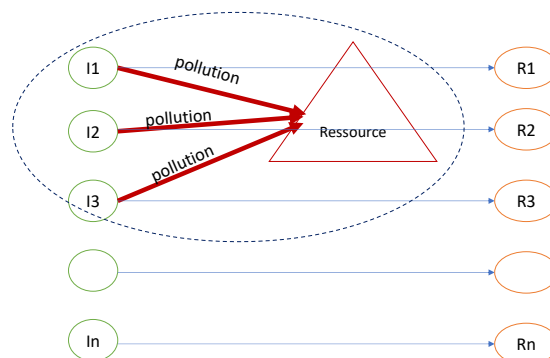 I1
pollution
R1
I2
pollution
Ressource
R2
pollution
I3
R3
In
Rn